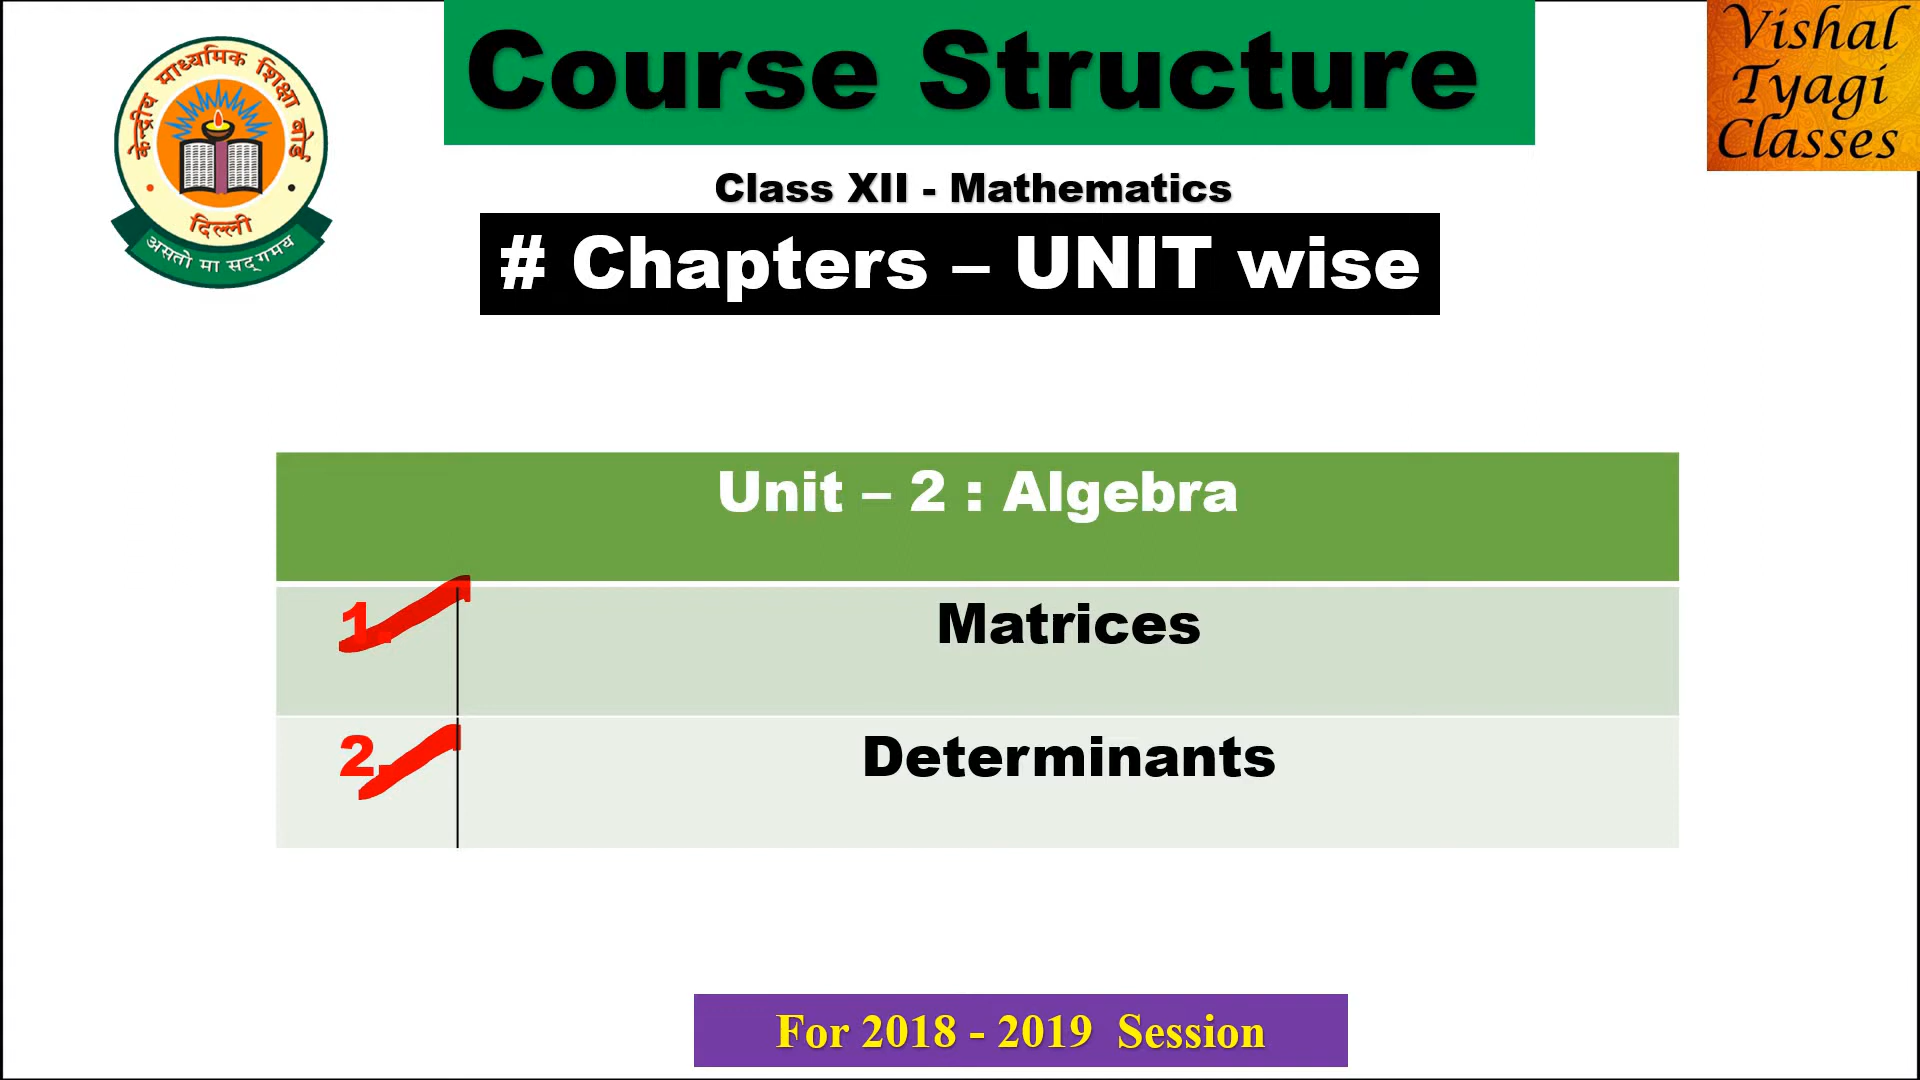 केन्द्रीय माध्यमिक शिक्षा बोर्ड
दिल्ली
असतो मा सद्गमय
Course Structure
Vishal
Tyagi
Classes
Class XII - Mathematics
# Chapters – UNIT wise
Unit – 2 : Algebra
1. Matrices
2. Determinants
For 2018 - 2019 Session